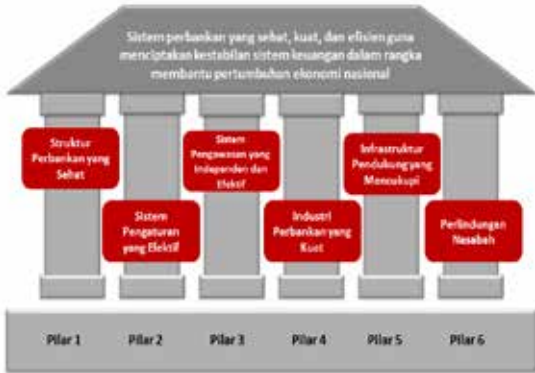 Sistem perbankan yang sehat, kuat, dan efisien guna
menciptakan kestabilan sistem keuangan dalam rangka
membantu pertumbuhan ekonomi nasional
Struktur
Perbankan yang
Sehat
Sistem
Pengaturan
yang Efektif
Sistem
Pengawasan yang
Independen dan
Efektif
Industri
Perbankan yang
Kuat
Infrastruktur
Pendukung yang
Mencukupi
Perlindungan
Nasabah
Pilar 1
Pilar 2
Pilar 3
Pilar 4
Pilar 5
Pilar 6